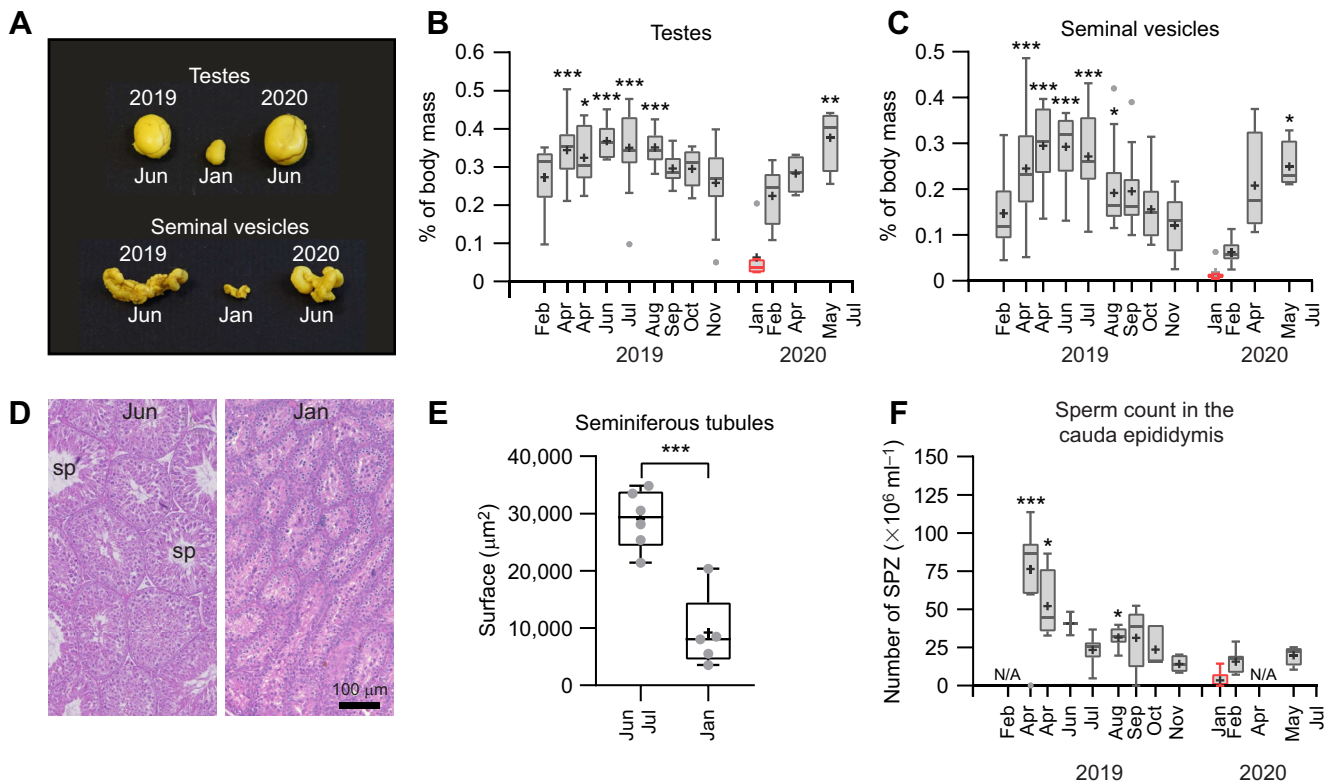 A
Testes
2019
2020
Jun
Jan
Jun
Seminal vesicles
2019
2020
Jun
Jan
Jun
B
Testes
% of body mass
0.6
0.5
0.4
0.3
0.2
0.1
0
***
*
***
***
***
**
Feb
Apr
Apr
Jun
Jul
Aug
Sep
Oct
Nov
Jan
Feb
Apr
May
Jul
2019
2020
C
Seminal vesicles
% of body mass
0.5
0.4
0.3
0.2
0.1
0
***
***
***
***
*
*
Feb
Apr
Apr
Jun
Jul
Aug
Sep
Oct
Nov
Jan
Feb
Apr
May
Jul
2019
2020
D
Jun
Jan
sp
sp
100 µm
E
Seminiferous tubules
***
Surface (µm²)
40,000
30,000
20,000
10,000
0
Jun
Jul
Jan
F
Sperm count in the
cauda epididymis
Number of SPZ (×10⁶ ml⁻¹)
150
125
100
75
50
25
0
***
*
*
N/A
N/A
Feb
Apr
Apr
Jun
Jul
Aug
Sep
Oct
Nov
Jan
Feb
Apr
May
Jul
2019
2020